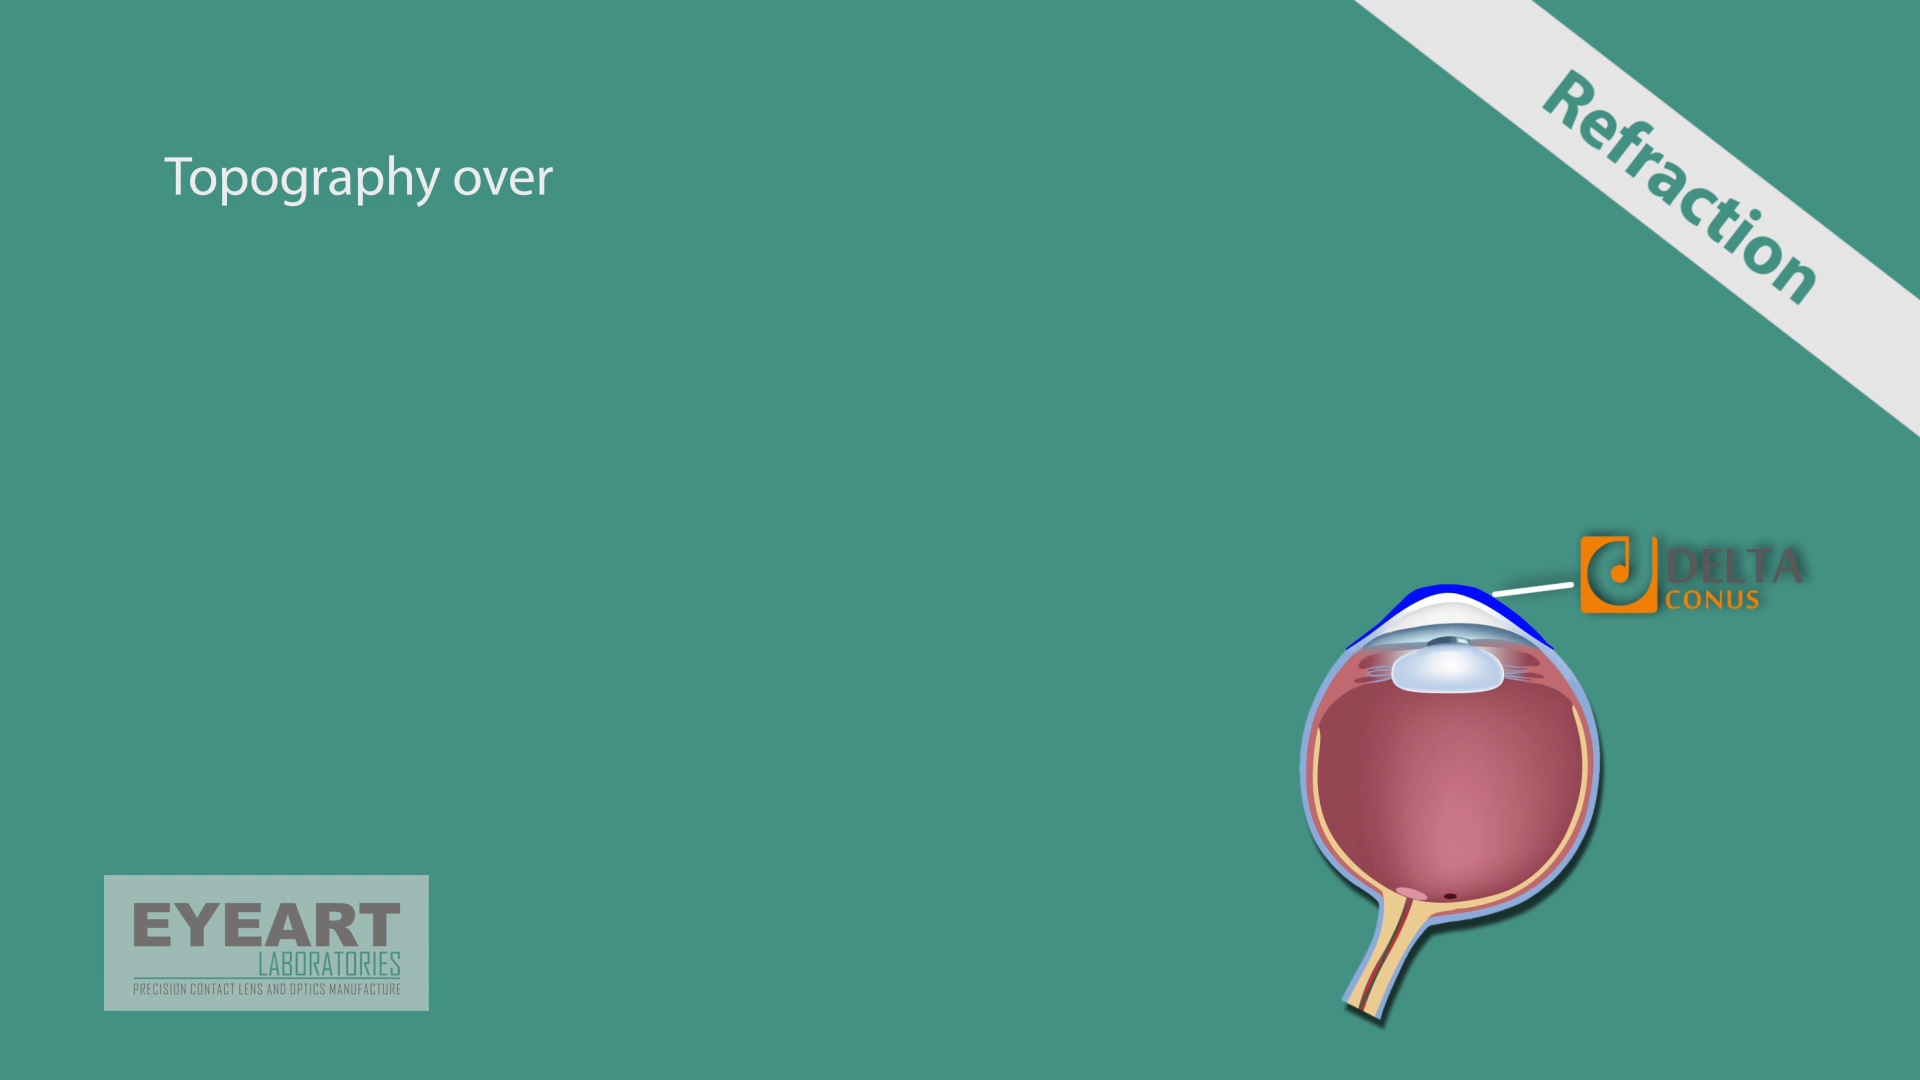 Refraction
Topography over
DELTA
CONUS
EYEART
LABORATORIES
PRECISION CONTACT LENS AND OPTICS MANUFACTURE